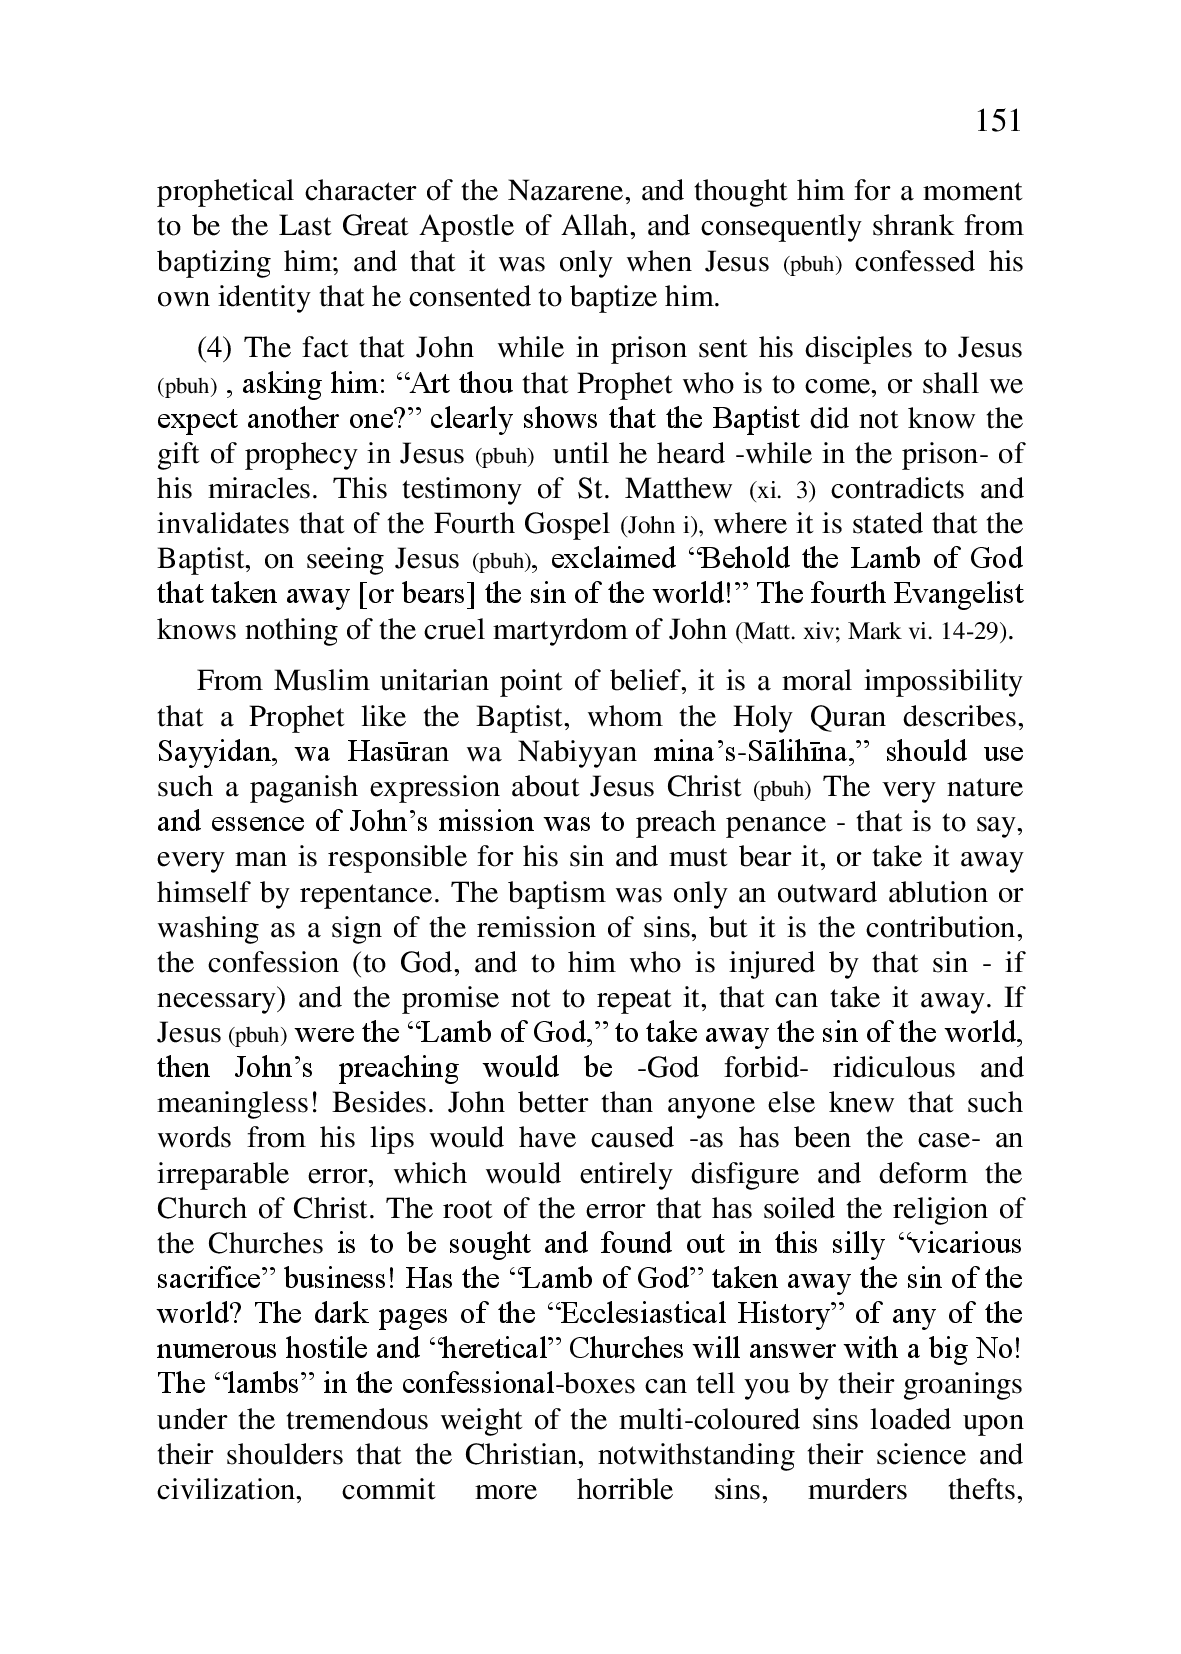 151
prophetical character of the Nazarene, and thought him for a moment
to be the Last Great Apostle of Allah, and consequently shrank from
baptizing him; and that it was only when Jesus (pbuh) confessed his
own identity that he consented to baptize him.
(4) The fact that John while in prison sent his disciples to Jesus
(pbuh) , asking him: “Art thou that Prophet who is to come, or shall we
expect another one?” clearly shows that the Baptist did not know the
gift of prophecy in Jesus (pbuh) until he heard -while in the prison- of
his miracles. This testimony of St. Matthew (xi. 3) contradicts and
invalidates that of the Fourth Gospel (John i), where it is stated that the
Baptist, on seeing Jesus (pbuh), exclaimed “Behold the Lamb of God
that taken away [or bears] the sin of the world!” The fourth Evangelist
knows nothing of the cruel martyrdom of John (Matt. xiv; Mark vi. 14-29).
From Muslim unitarian point of belief, it is a moral impossibility
that a Prophet like the Baptist, whom the Holy Quran describes,
Sayyidan, wa Hasūran wa Nabiyyan mina’s-Sālihīna,” should use
such a paganish expression about Jesus Christ (pbuh) The very nature
and essence of John’s mission was to preach penance - that is to say,
every man is responsible for his sin and must bear it, or take it away
himself by repentance. The baptism was only an outward ablution or
washing as a sign of the remission of sins, but it is the contribution,
the confession (to God, and to him who is injured by that sin - if
necessary) and the promise not to repeat it, that can take it away. If
Jesus (pbuh) were the “Lamb of God,” to take away the sin of the world,
then John’s preaching would be -God forbid- ridiculous and
meaningless! Besides. John better than anyone else knew that such
words from his lips would have caused -as has been the case- an
irreparable error, which would entirely disfigure and deform the
Church of Christ. The root of the error that has soiled the religion of
the Churches is to be sought and found out in this silly “vicarious
sacrifice” business! Has the “Lamb of God” taken away the sin of the
world? The dark pages of the “Ecclesiastical History” of any of the
numerous hostile and “heretical” Churches will answer with a big No!
The “lambs” in the confessional-boxes can tell you by their groanings
under the tremendous weight of the multi-coloured sins loaded upon
their shoulders that the Christian, notwithstanding their science and
civilization, commit more horrible sins, murders thefts,